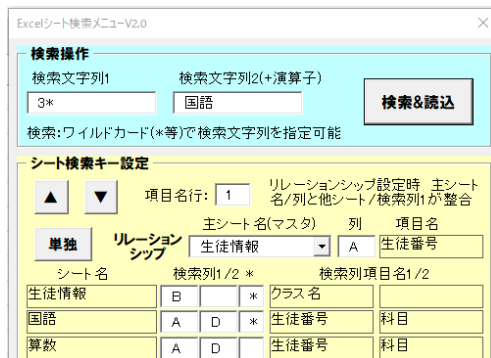 Excelシート検索メニューV2.0
検索操作
検索文字列1 検索文字列2(+演算子)
3* 国語 検索&読込
検索:ワイルドカード(*等)で検索文字列を指定可能
シート検索キー設定
▲ ▼ 項目名行: 1 リレーションシップ設定時 主シート
名/列と他シート/検索列1が整合
主シート名(マスタ) 列 項目名
単独 リレーション
シップ 生徒情報 A 生徒番号
シート名 検索列1/2 * 検索列項目名1/2
生徒情報 B * クラス名
国語 A D * 生徒番号 科目
算数 A D 生徒番号 科目